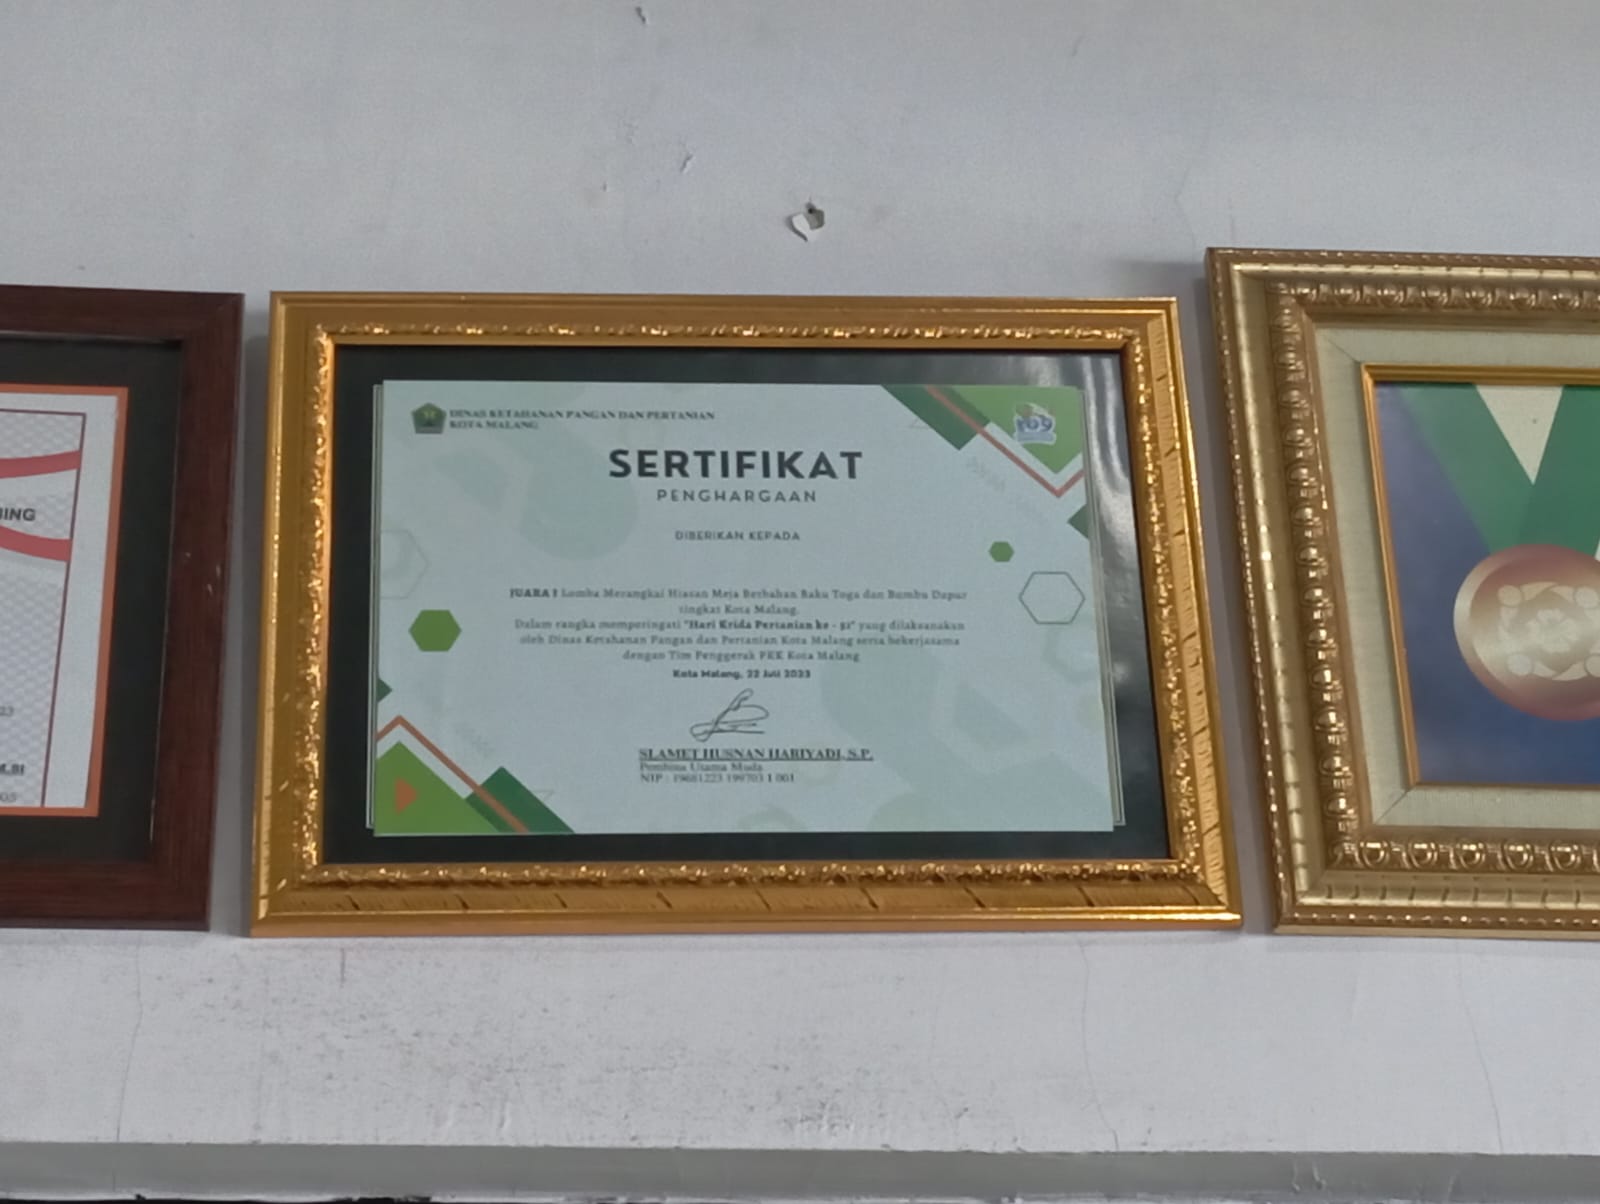 DINAS KETAHANAN PANGAN DAN PERTANIAN
KOTA MALANG
109
SERTIFIKAT
PENGHARGAAN
DIBERIKAN KEPADA
JUARA I Lomba Merangkai Hiasan Meja Berbahan Baku Toga dan Bumbu Dapur
tingkat Kota Malang.
Dalam rangka memperingati "Hari Krida Pertanian ke - 51" yang dilaksanakan
oleh Dinas Ketahanan Pangan dan Pertanian Kota Malang serta bekerjasama
dengan Tim Penggerak PKK Kota Malang
Kota Malang, 22 Juli 2023
SLAMET HUSNAN HARIYADI, S.P.
Pembina Utama Muda
NIP : 19681223 199703 1 001